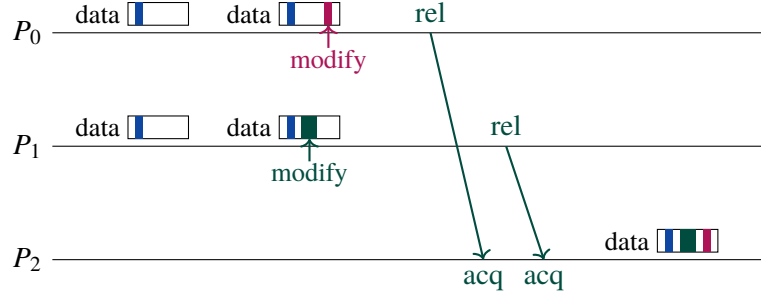 data data rel
P0
modify
data data rel
P1
modify
data
P2
acq acq